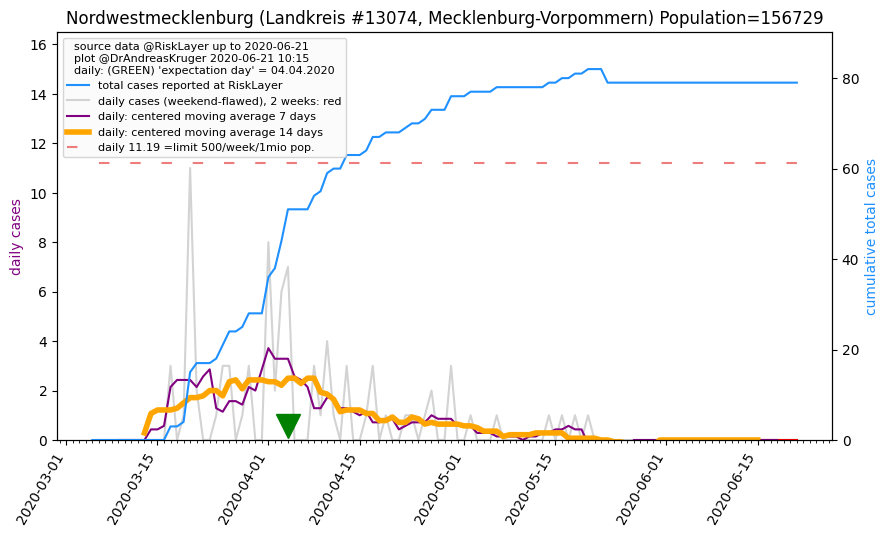 Nordwestmecklenburg (Landkreis #13074, Mecklenburg-Vorpommern) Population=156729
source data @RiskLayer up to 2020-06-21
plot @DrAndreasKruger 2020-06-21 10:15
daily: (GREEN) 'expectation day' = 04.04.2020
total cases reported at RiskLayer
daily cases (weekend-flawed), 2 weeks: red
daily: centered moving average 7 days
daily: centered moving average 14 days
daily 11.19 =limit 500/week/1mio pop.
daily cases
16
14
12
10
8
6
4
2
0
cumulative total cases
80
60
40
20
0
2020-03-01
2020-03-15
2020-04-01
2020-04-15
2020-05-01
2020-05-15
2020-06-01
2020-06-15